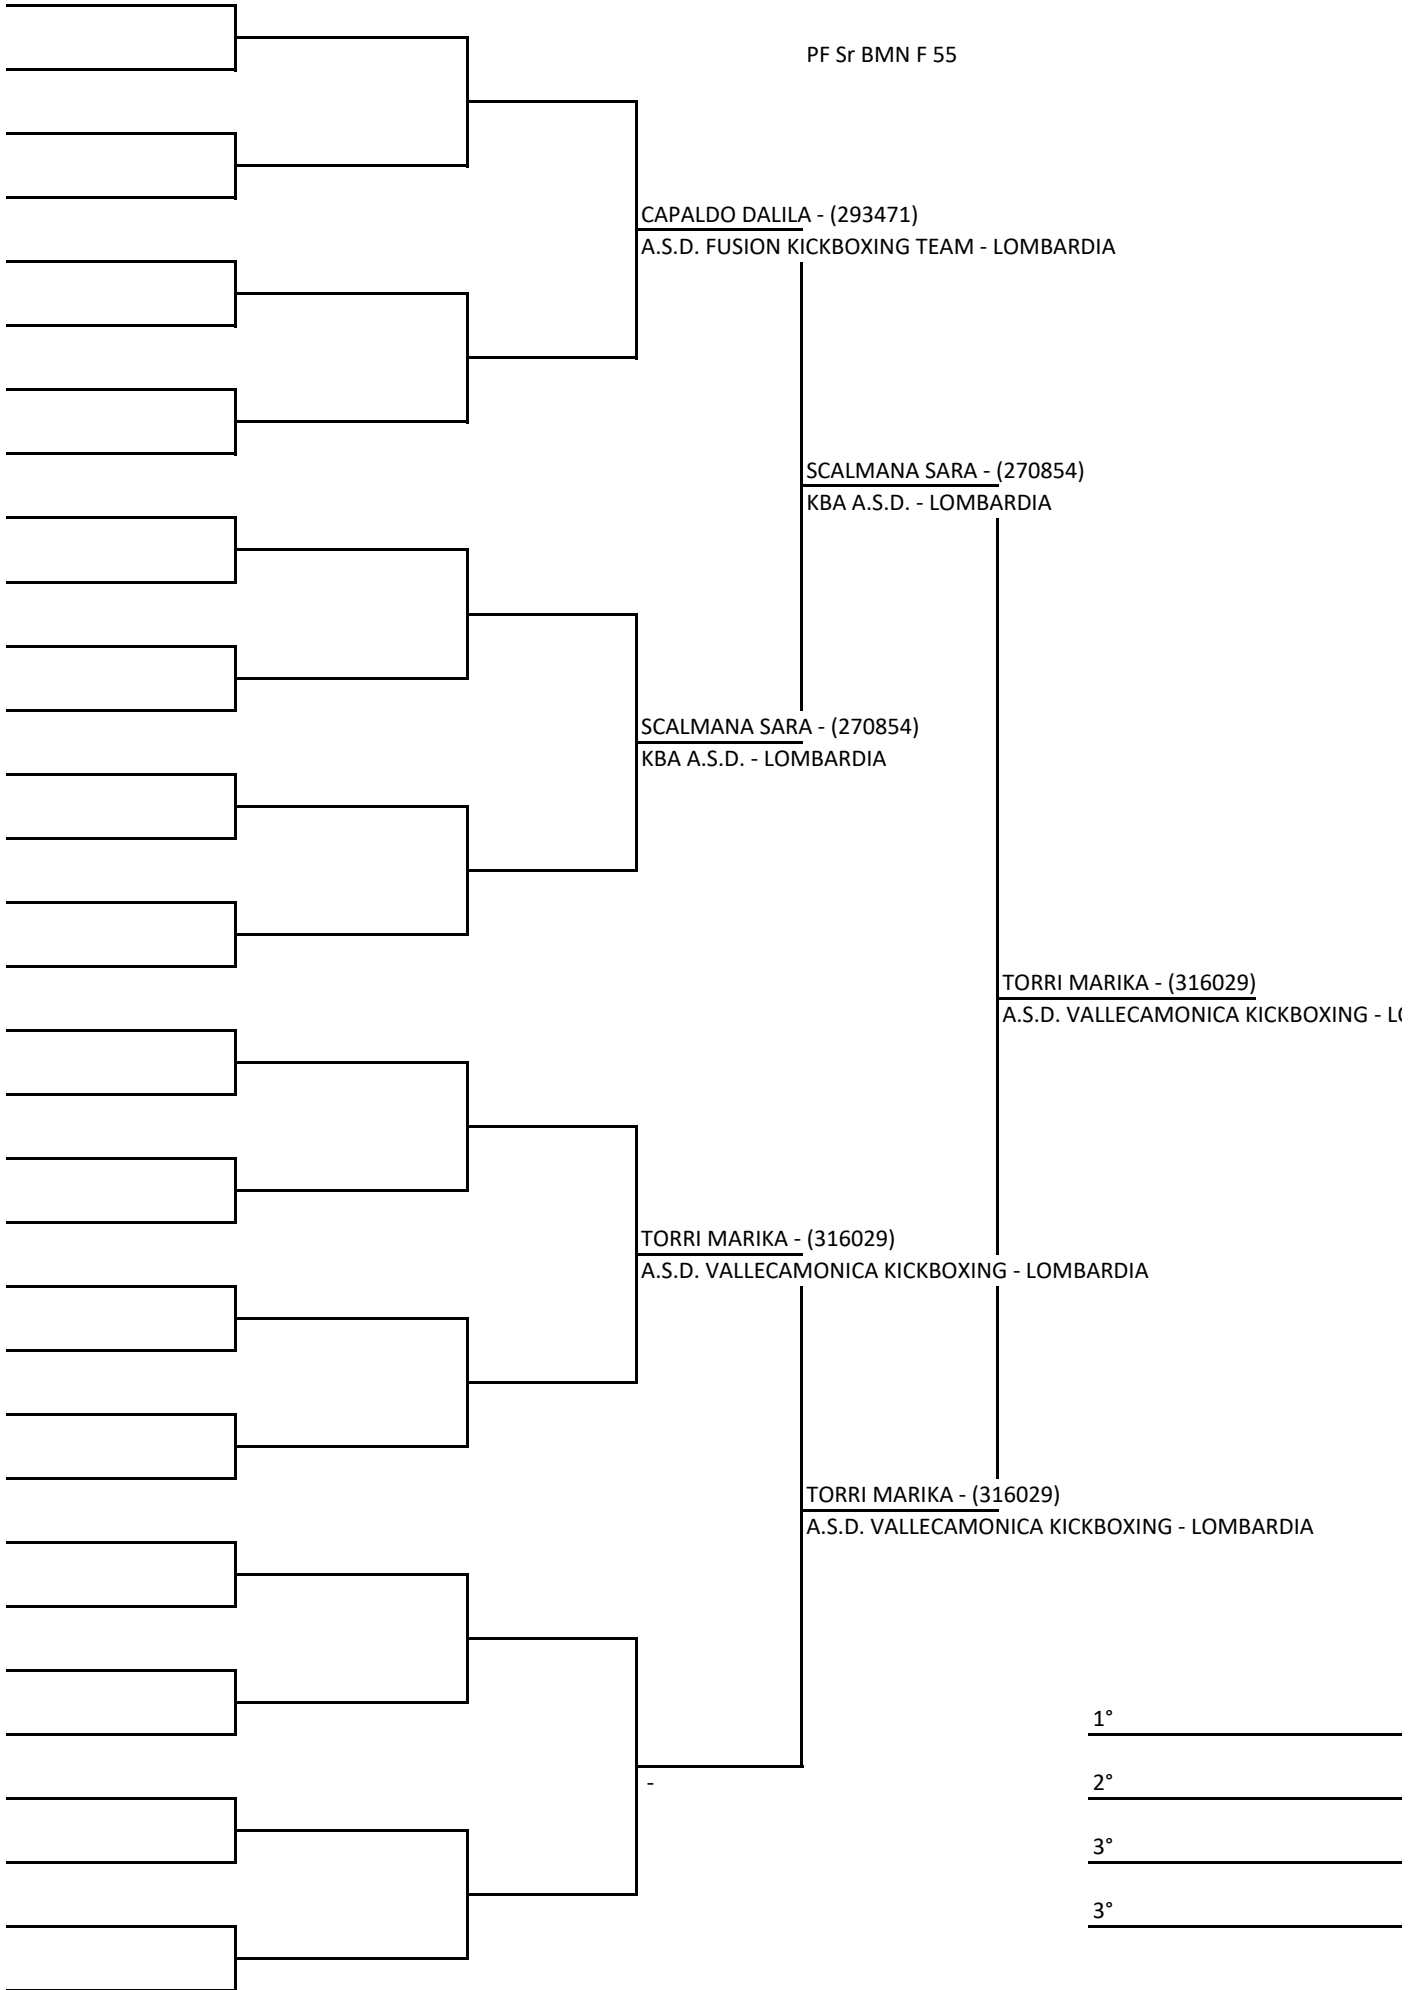 PF Sr BMN F 55
CAPALDO DALILA - (293471)
A.S.D. FUSION KICKBOXING TEAM - LOMBARDIA
SCALMANA SARA - (270854)
KBA A.S.D. - LOMBARDIA
SCALMANA SARA - (270854)
KBA A.S.D. - LOMBARDIA
TORRI MARIKA - (316029)
A.S.D. VALLECAMONICA KICKBOXING - LO
TORRI MARIKA - (316029)
A.S.D. VALLECAMONICA KICKBOXING - LOMBARDIA
TORRI MARIKA - (316029)
A.S.D. VALLECAMONICA KICKBOXING - LOMBARDIA
1°
-
2°
3°
3°